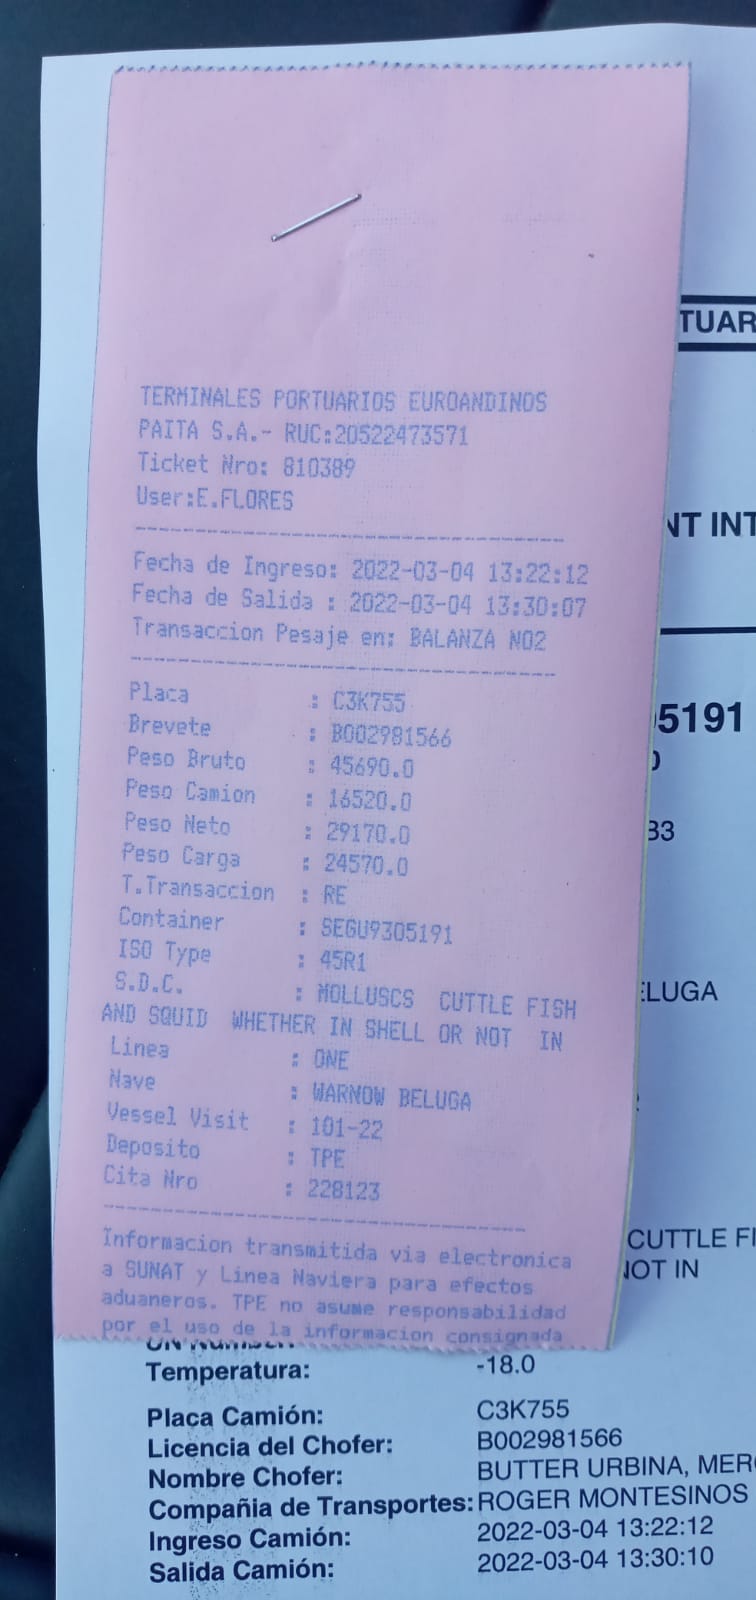 TERMINALES PORTUARIOS EUROANDINOS
PAITA S.A.- RUC:20522473571
Ticket Nro: 810389
User:E.FLORES
Fecha de Ingreso: 2022-03-04 13:22:12
Fecha de Salida : 2022-03-04 13:30:07
Transaccion Pesaje en: BALANZA NO2
Placa : C3K755
Brevete : B002981566
Peso Bruto : 45690.0
Peso Camion : 16520.0
Peso Neto : 29170.0
Peso Carga : 24570.0
T.Transaccion : RE
Container : SEGU9305191
ISO Type : 45R1
S.D.C. : MOLLUSCS CUTTLE FISH
AND SQUID WHETHER IN SHELL OR NOT IN
Linea : ONE
Nave : WARNOW BELUGA
Vessel Visit : 101-22
Deposito : TPE
Cita Nro : 228123
Informacion transmitida via electronica
a SUNAT y Linea Naviera para efectos
aduaneros. TPE no asume responsabilidad
por el uso de la informacion consignada
TUAR
NT INT
5191
33
ELUGA
CUTTLE FI
NOT IN
Temperatura: -18.0
Placa Camión: C3K755
Licencia del Chofer: B002981566
Nombre Chofer: BUTTER URBINA, MER
Compañia de Transportes: ROGER MONTESINOS
Ingreso Camión: 2022-03-04 13:22:12
Salida Camión: 2022-03-04 13:30:10